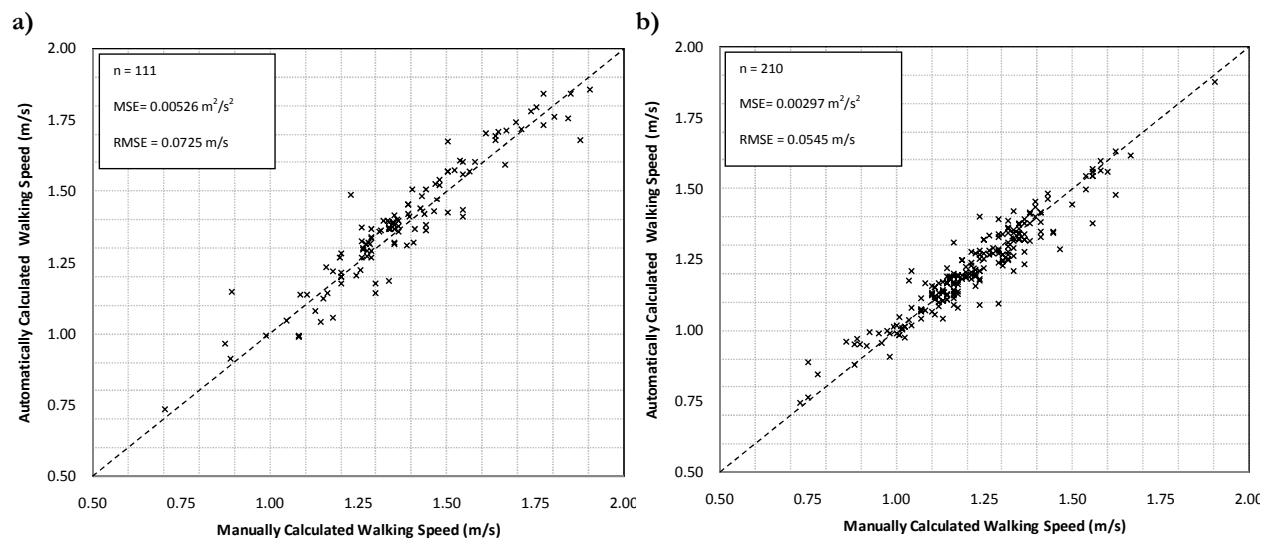 a)
2.00
1.75
1.50
1.25
1.00
0.75
0.50
Automatically Calculated Walking Speed (m/s)
n = 111
MSE= 0.00526 m²/s²
RMSE = 0.0725 m/s
0.50 0.75 1.00 1.25 1.50 1.75 2.00
Manually Calculated Walking Speed (m/s)
b)
2.00
1.75
1.50
1.25
1.00
0.75
0.50
Automatically Calculated Walking Speed (m/s)
n = 210
MSE= 0.00297 m²/s²
RMSE = 0.0545 m/s
0.50 0.75 1.00 1.25 1.50 1.75 2.00
Manually Calculated Walking Speed (m/s)